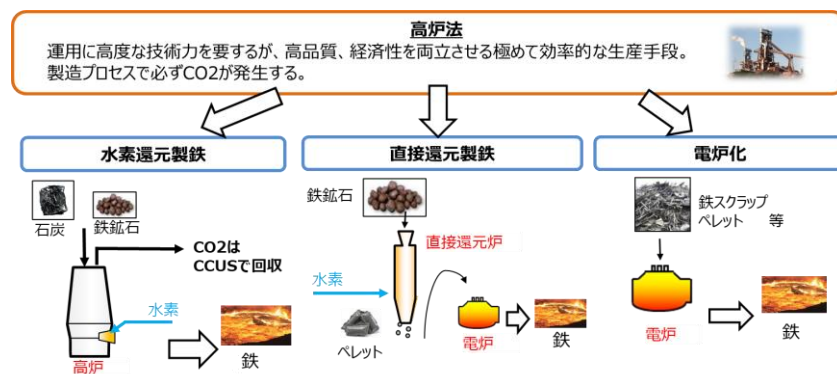 高炉法
運用に高度な技術力を要するが、高品質、経済性を両立させる極めて効率的な生産手段。
製造プロセスで必ずCO2が発生する。
水素還元製鉄
直接還元製鉄
電炉化
石炭
鉄鉱石
CO2は
CCUSで回収
水素
高炉
鉄
鉄鉱石
直接還元炉
水素
ペレット
電炉
鉄
鉄スクラップ
ペレット 等
電炉
鉄